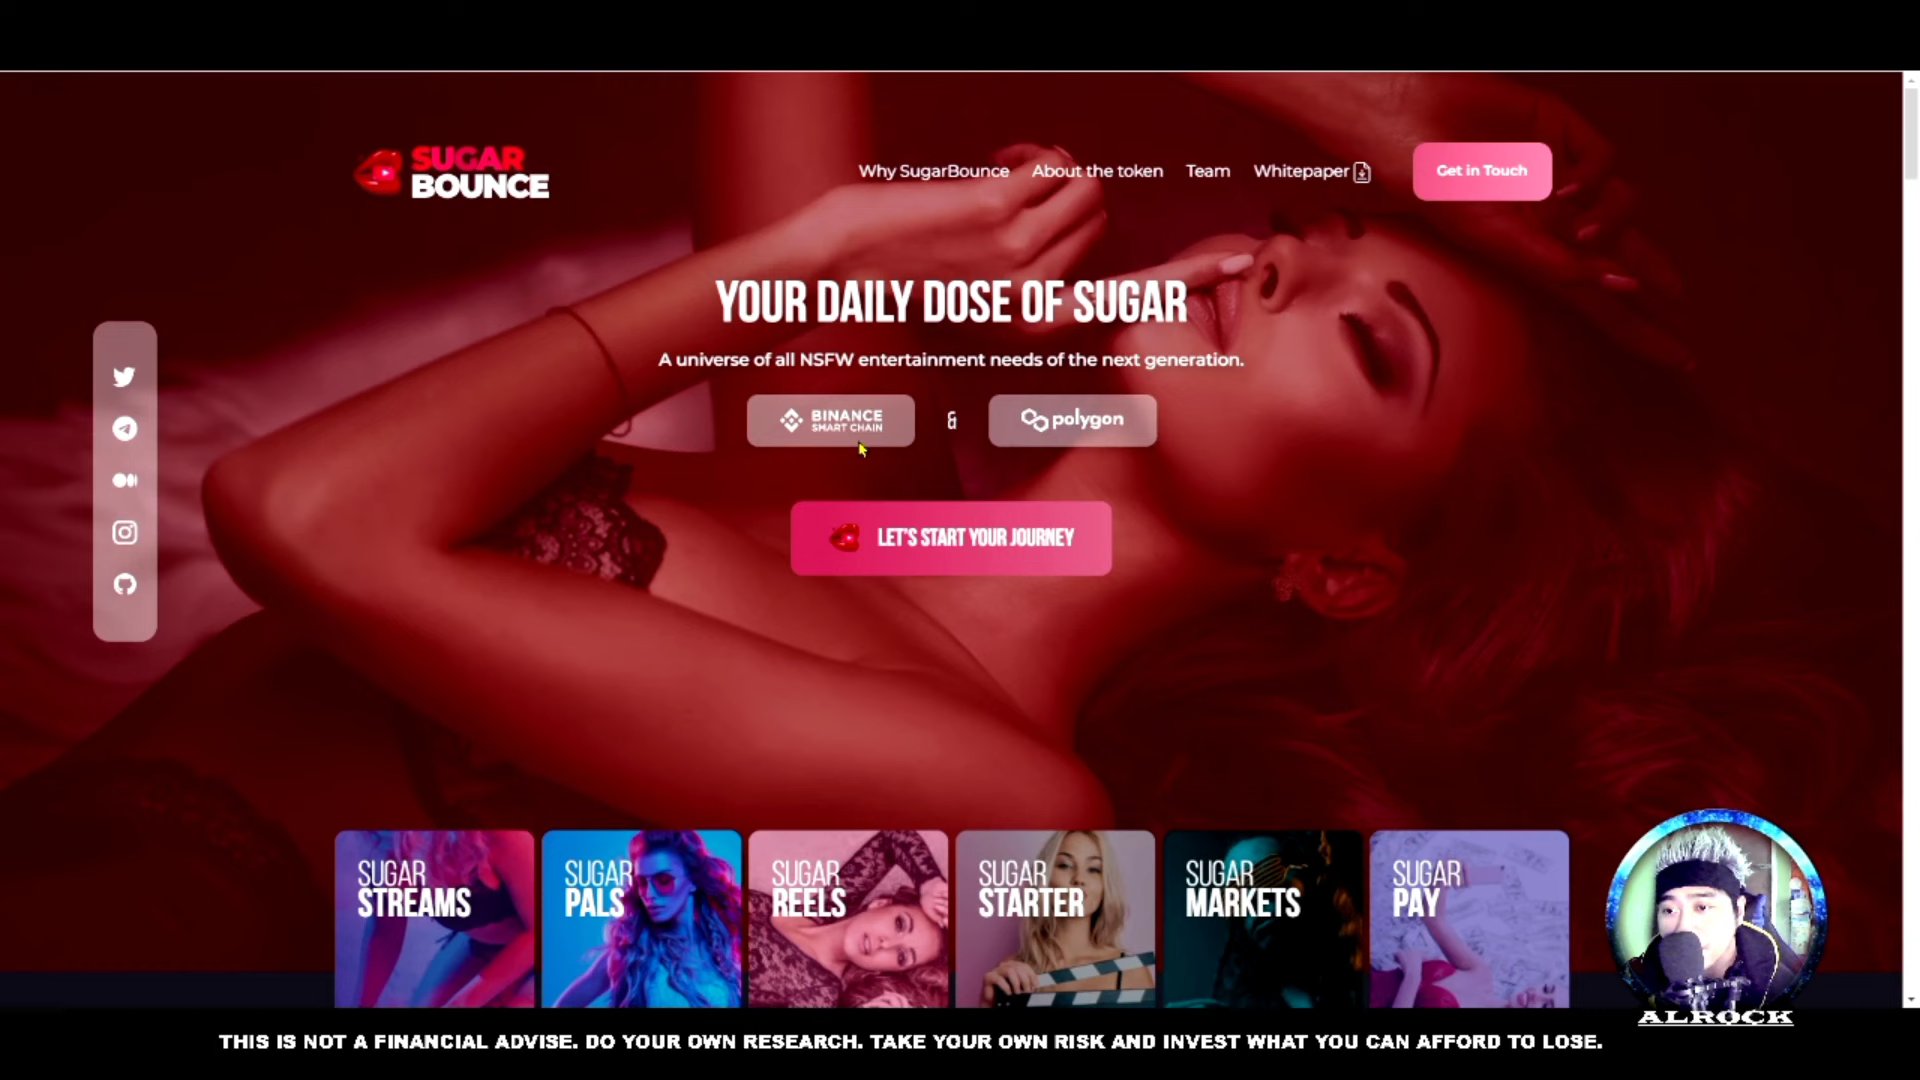 SUGAR
BOUNCE
Why SugarBounce
About the token
Team
Whitepaper
Get in Touch
YOUR DAILY DOSE OF SUGAR
A universe of all NSFW entertainment needs of the next generation.
BINANCE
SMART CHAIN
&
polygon
LET'S START YOUR JOURNEY
SUGAR
STREAMS
SUGAR
PALS
SUGAR
REELS
SUGAR
STARTER
SUGAR
MARKETS
SUGAR
PAY
ALROCK
THIS IS NOT A FINANCIAL ADVISE. DO YOUR OWN RESEARCH. TAKE YOUR OWN RISK AND INVEST WHAT YOU CAN AFFORD TO LOSE.